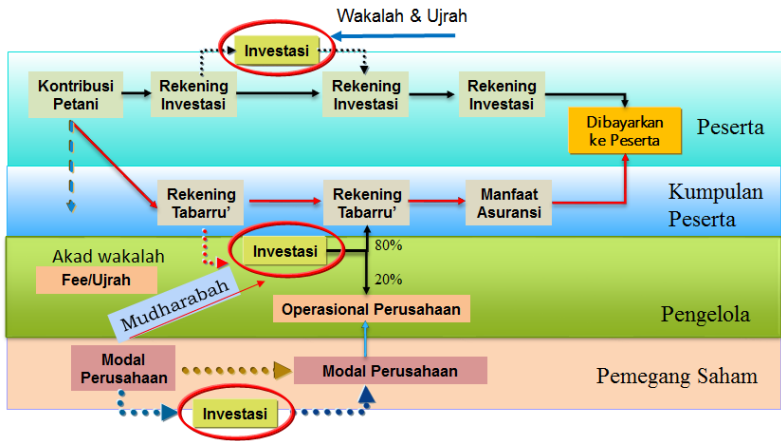 Wakalah & Ujrah
Investasi
Kontribusi
Petani
Rekening
Investasi
Rekening
Investasi
Rekening
Investasi
Dibayarkan
ke Peserta
Peserta
Rekening
Tabarru’
Rekening
Tabarru’
Manfaat
Asuransi
Kumpulan
Peserta
Akad wakalah
Fee/Ujrah
Investasi
80%
20%
Mudharabah
Operasional Perusahaan
Pengelola
Modal
Perusahaan
Modal Perusahaan
Pemegang Saham
Investasi